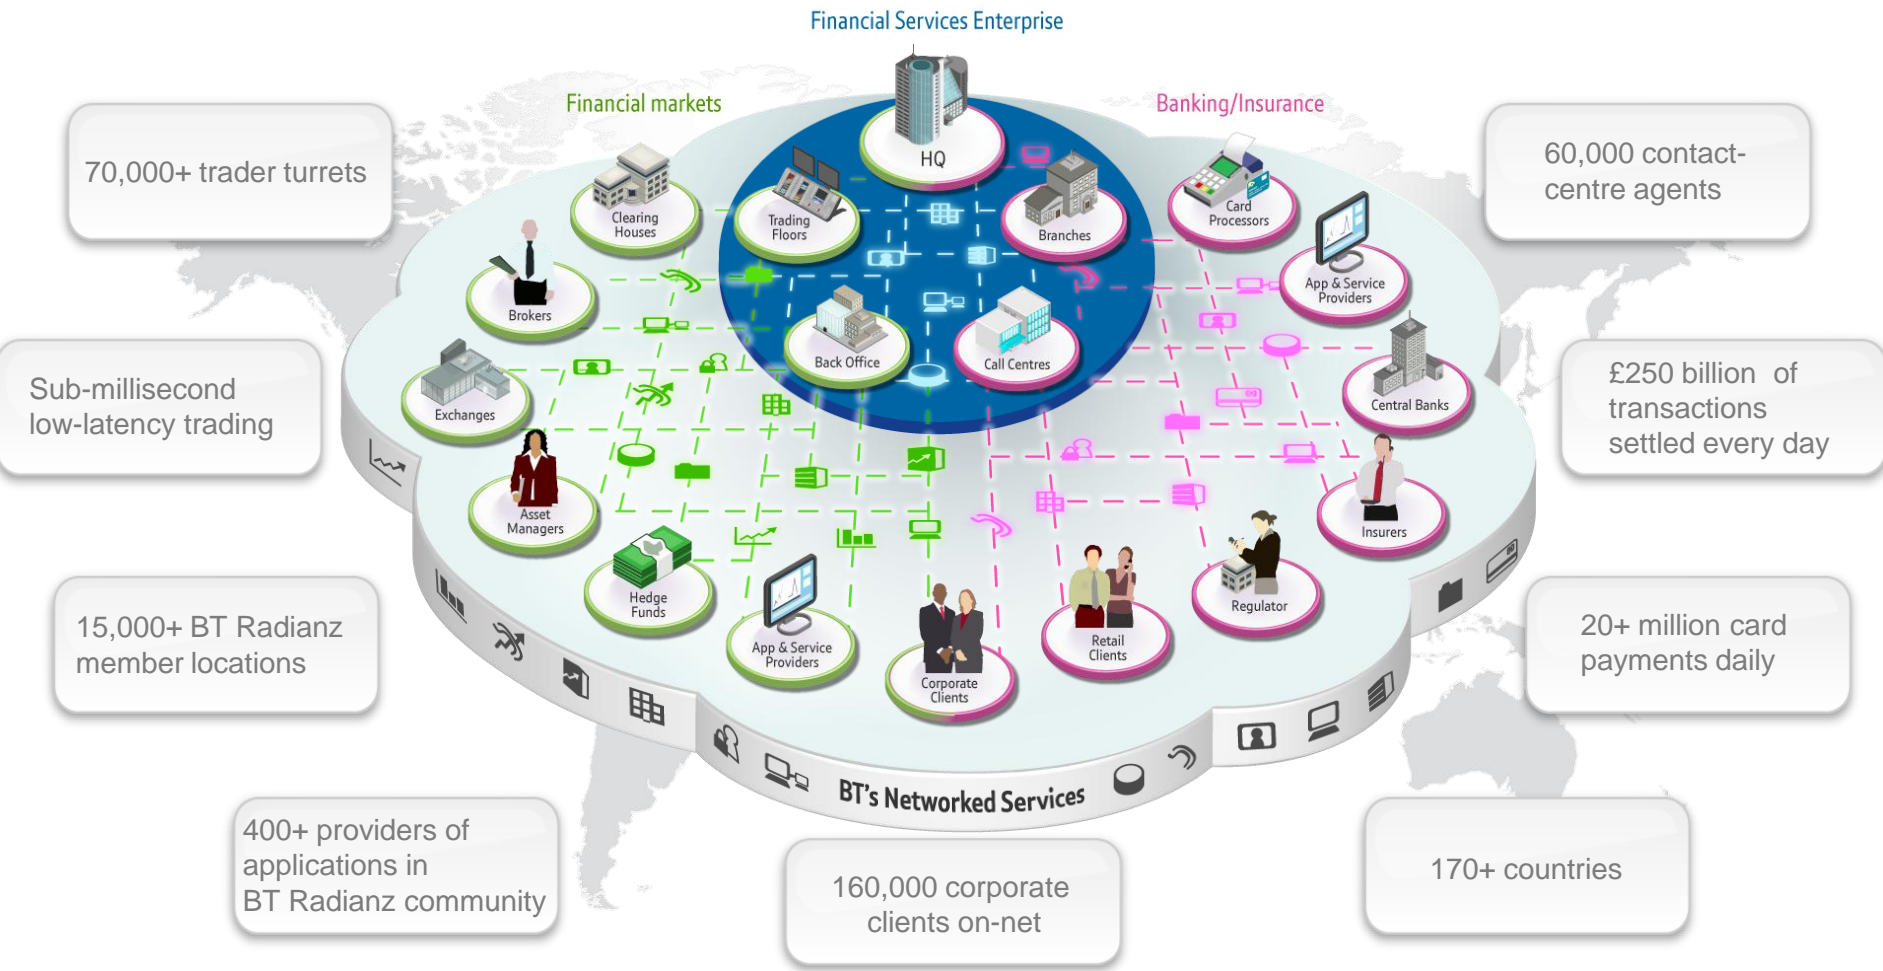 Financial Services Enterprise
Financial markets
Banking/Insurance
HQ
70,000+ trader turrets
60,000 contact-
centre agents
Clearing
Houses
Trading
Floors
Branches
Card
Processors
App & Service
Providers
Brokers
Back Office
Call Centres
Sub-millisecond
low-latency trading
Exchanges
Central Banks
£250 billion of
transactions
settled every day
Asset
Managers
Insurers
Hedge
Funds
Regulator
15,000+ BT Radianz
member locations
App & Service
Providers
Retail
Clients
Corporate
Clients
20+ million card
payments daily
BT's Networked Services
400+ providers of
applications in
BT Radianz community
160,000 corporate
clients on-net
170+ countries